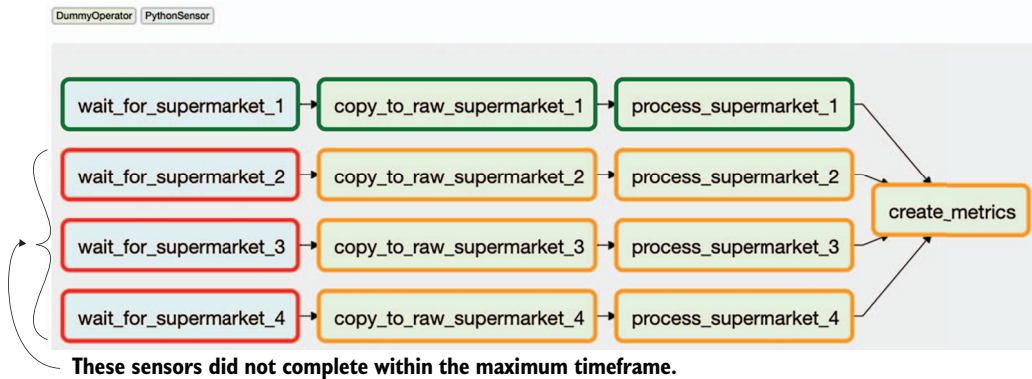 DummyOperator PythonSensor
wait_for_supermarket_1 copy_to_raw_supermarket_1 process_supermarket_1
wait_for_supermarket_2 copy_to_raw_supermarket_2 process_supermarket_2
create_metrics
wait_for_supermarket_3 copy_to_raw_supermarket_3 process_supermarket_3
wait_for_supermarket_4 copy_to_raw_supermarket_4 process_supermarket_4
These sensors did not complete within the maximum timeframe.